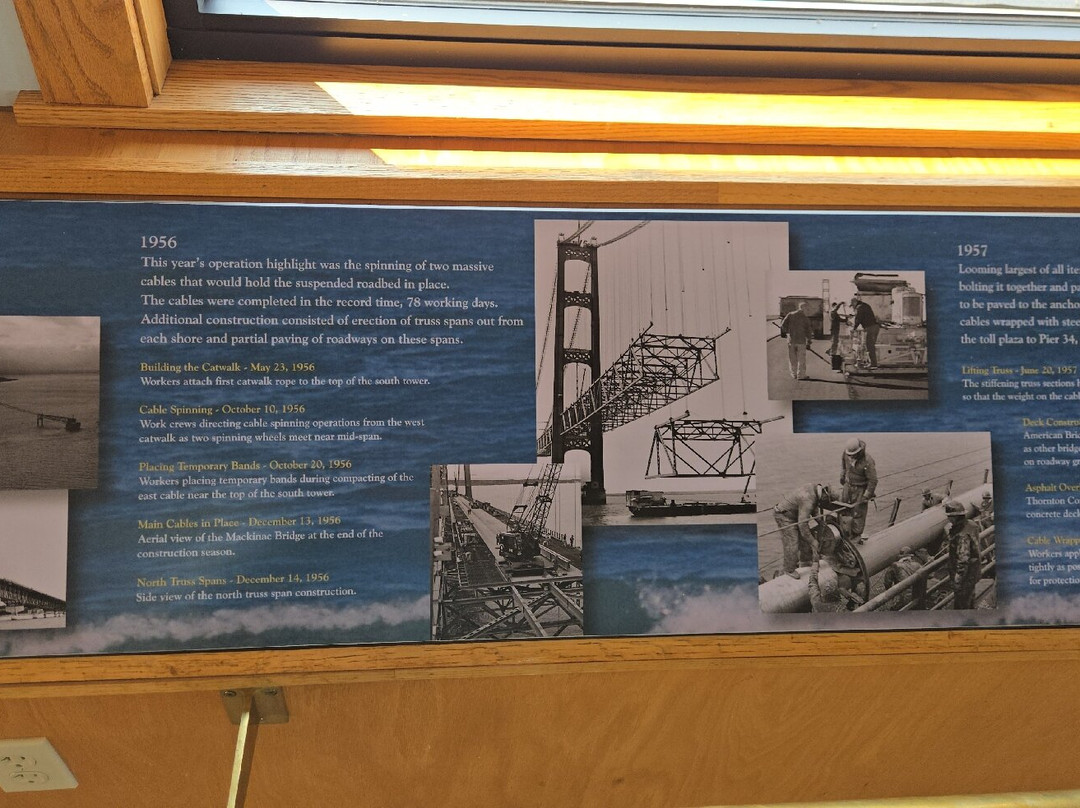 1956
This year's operation highlight was the spinning of two massive
cables that would hold the suspended roadbed in place.
The cables were completed in the record time, 78 working days.
Additional construction consisted of erection of truss spans out from
each shore and partial paving of roadways on these spans.
Building the Catwalk - May 23, 1956
Workers attach first catwalk rope to the top of the south tower.
Cable Spinning - October 10, 1956
Work crews directing cable spinning operations from the west
catwalk as two spinning wheels meet near mid-span.
Placing Temporary Bands - October 20, 1956
Workers placing temporary bands during compacting of the
east cable near the top of the south tower.
Main Cables in Place - December 13, 1956
Aerial view of the Mackinac Bridge at the end of the
construction season.
North Truss Spans - December 14, 1956
Side view of the north truss span construction.
1957
Looming largest of all
bolting it together and
to be paved to the
cables wrapped with
the toll plaza to Pier 34,
Lifting Truss - June 20, 1957
The stiffening truss sections
so that the weight on the
Deck
American
as other
on roadway
Asphalt
Thornton
concrete
Cable
Workers
tightly as
for